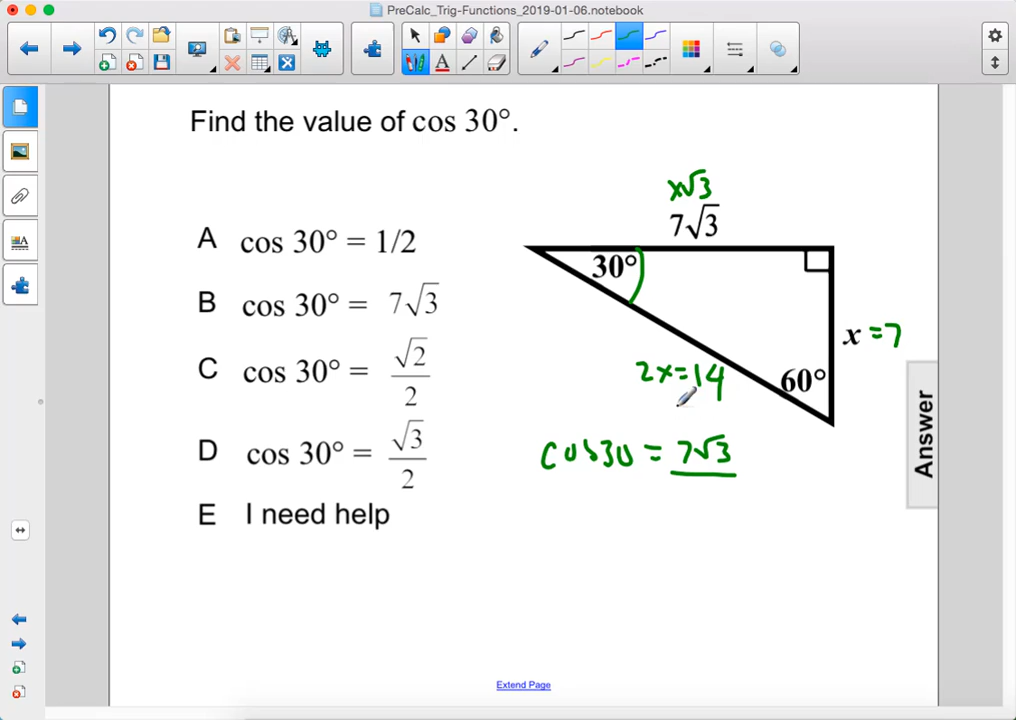 PreCalc_Trig-Functions_2019-01-06.notebook
Find the value of cos 30°.
A cos 30° = 1/2
B cos 30° = 7√3
C cos 30° = √2/2
D cos 30° = √3/2
E I need help
x√3
7√3
30°
x =7
60°
2x=14
cos30 = 7√3
Answer
Extend Page